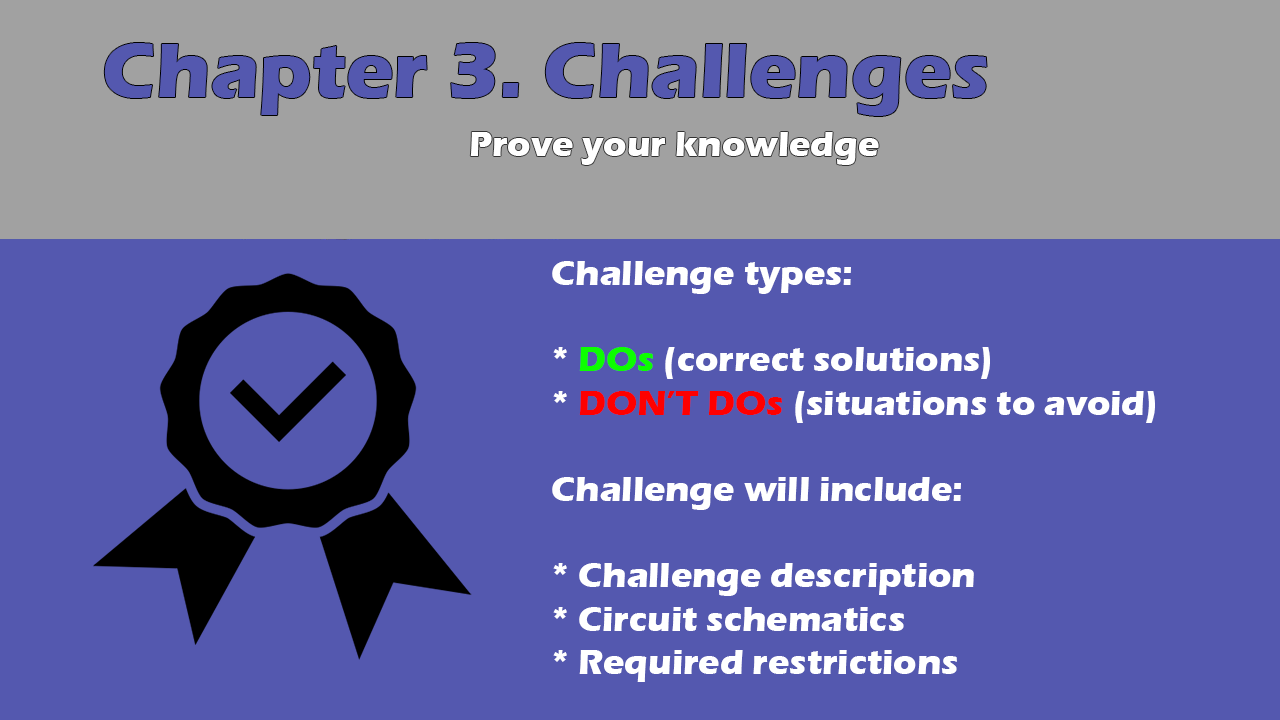 Chapter 3. Challenges
Prove your knowledge
Challenge types:
* DOs (correct solutions)
* DON'T DOs (situations to avoid)
Challenge will include:
* Challenge description
* Circuit schematics
* Required restrictions